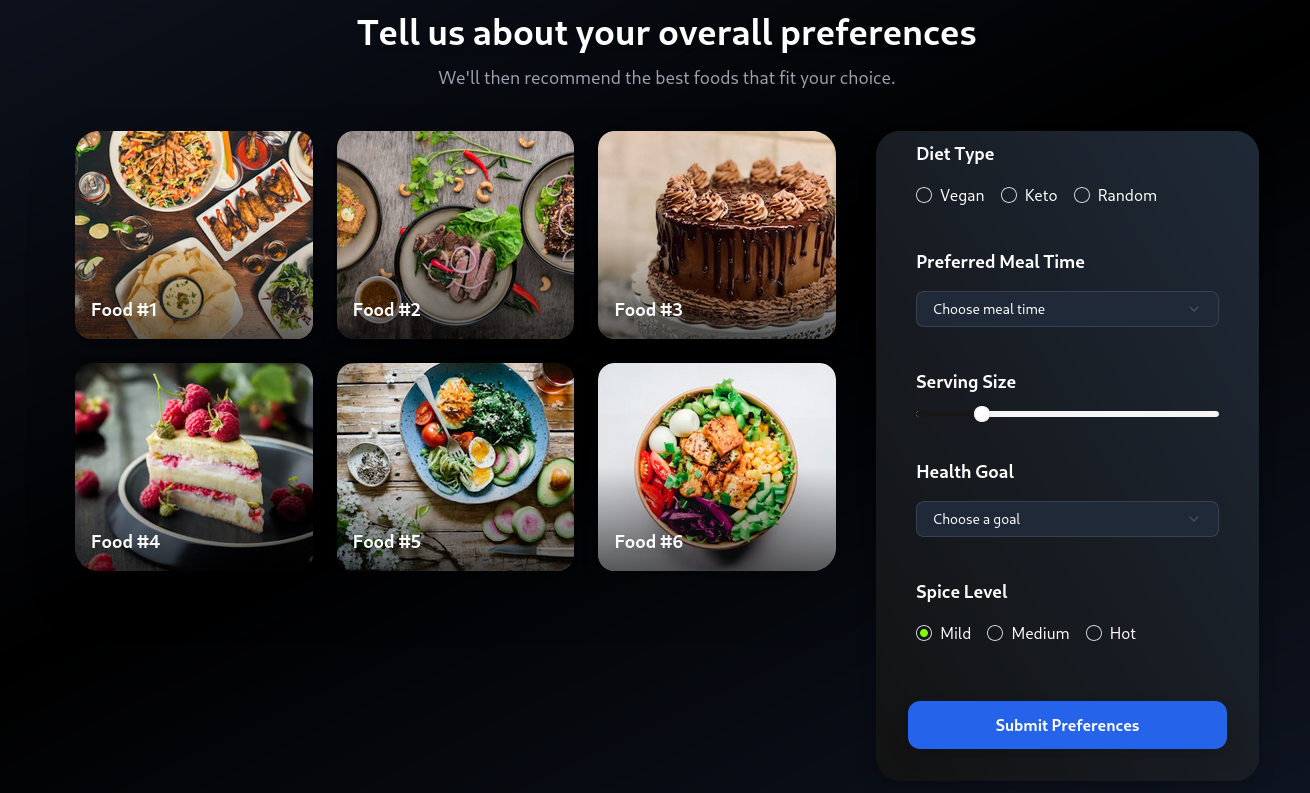 Tell us about your overall preferences
We'll then recommend the best foods that fit your choice.
Food #1
Food #2
Food #3
Food #4
Food #5
Food #6
Diet Type
Vegan Keto Random
Preferred Meal Time
Choose meal time
Serving Size
Health Goal
Choose a goal
Spice Level
Mild Medium Hot
Submit Preferences